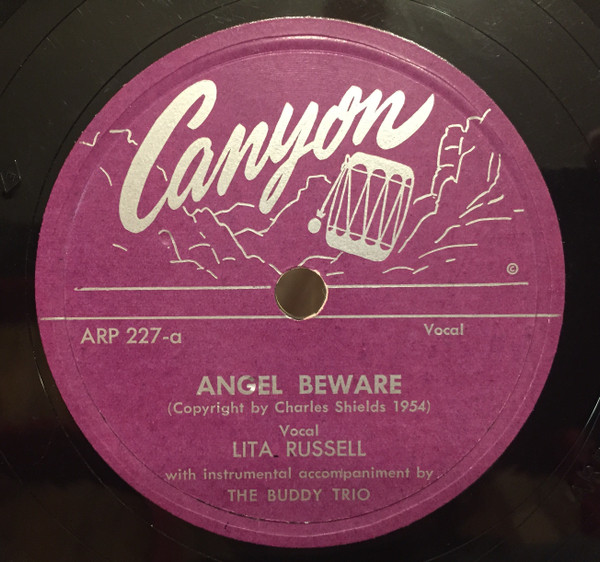 Canyon
©
ARP 227-a
Vocal
ANGEL BEWARE
(Copyright by Charles Shields 1954)
Vocal
LITA RUSSELL
with instrumental accompaniment by
THE BUDDY TRIO